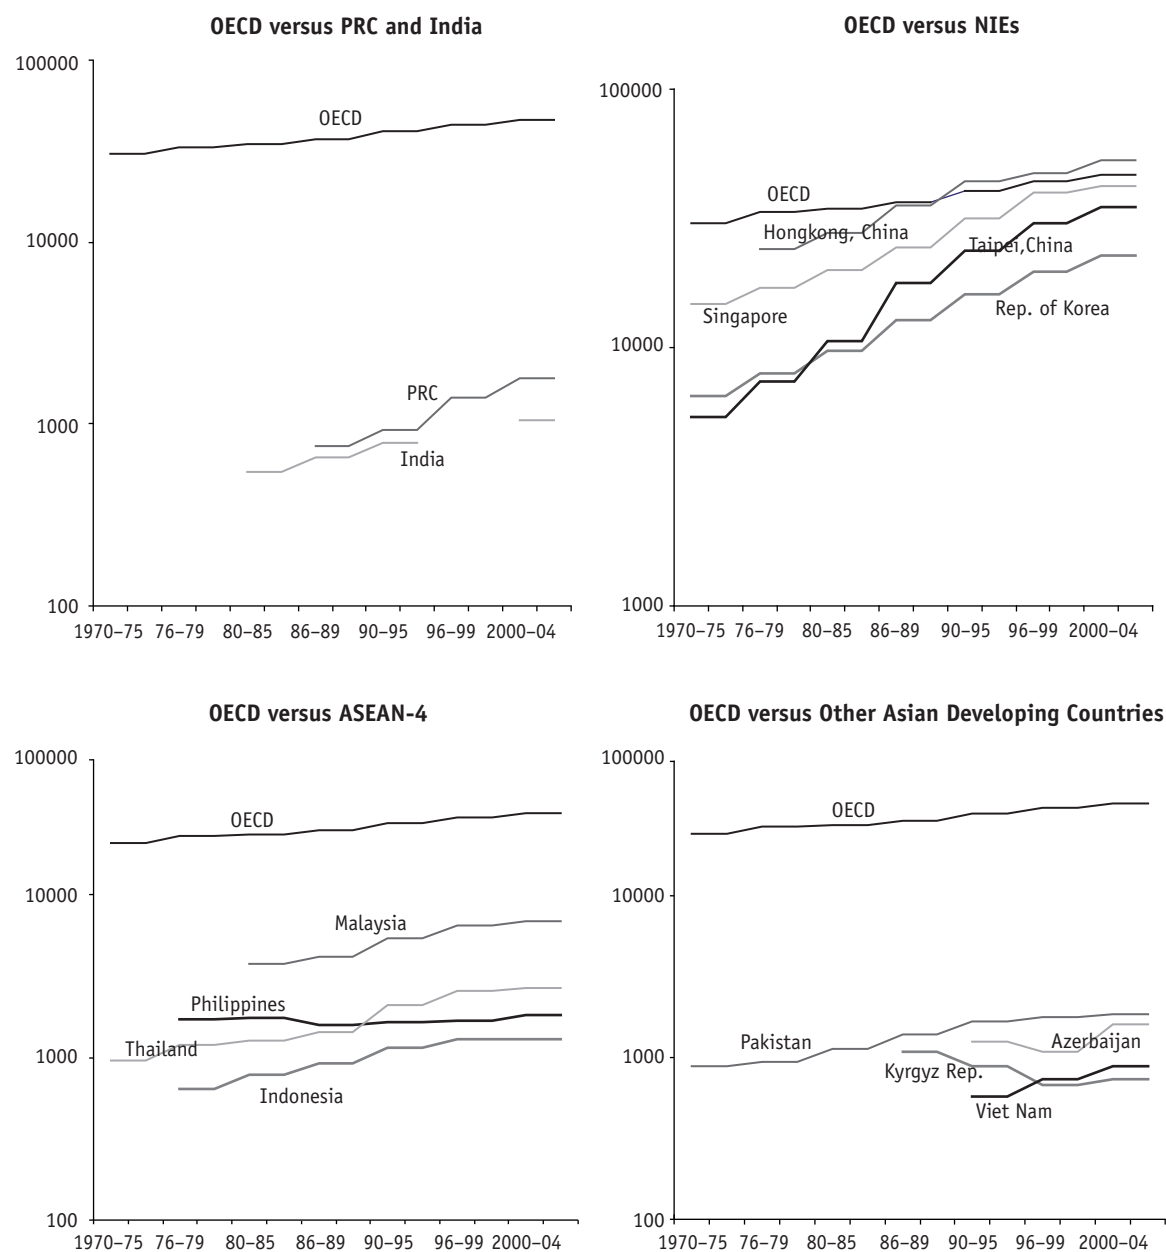 OECD versus PRC and India
100000
OECD
10000
PRC
1000
India
100
1970–75 76–79 80–85 86–89 90–95 96–99 2000–04
OECD versus NIEs
100000
OECD
Hongkong, China
Taipei,China
Singapore
Rep. of Korea
10000
1000
1970–75 76–79 80–85 86–89 90–95 96–99 2000–04
OECD versus ASEAN-4
100000
OECD
10000
Malaysia
Philippines
Thailand
1000
Indonesia
100
1970–75 76–79 80–85 86–89 90–95 96–99 2000–04
OECD versus Other Asian Developing Countries
100000
OECD
10000
Pakistan
Azerbaijan
1000
Kyrgyz Rep.
Viet Nam
100
1970–75 76–79 80–85 86–89 90–95 96–99 2000–04